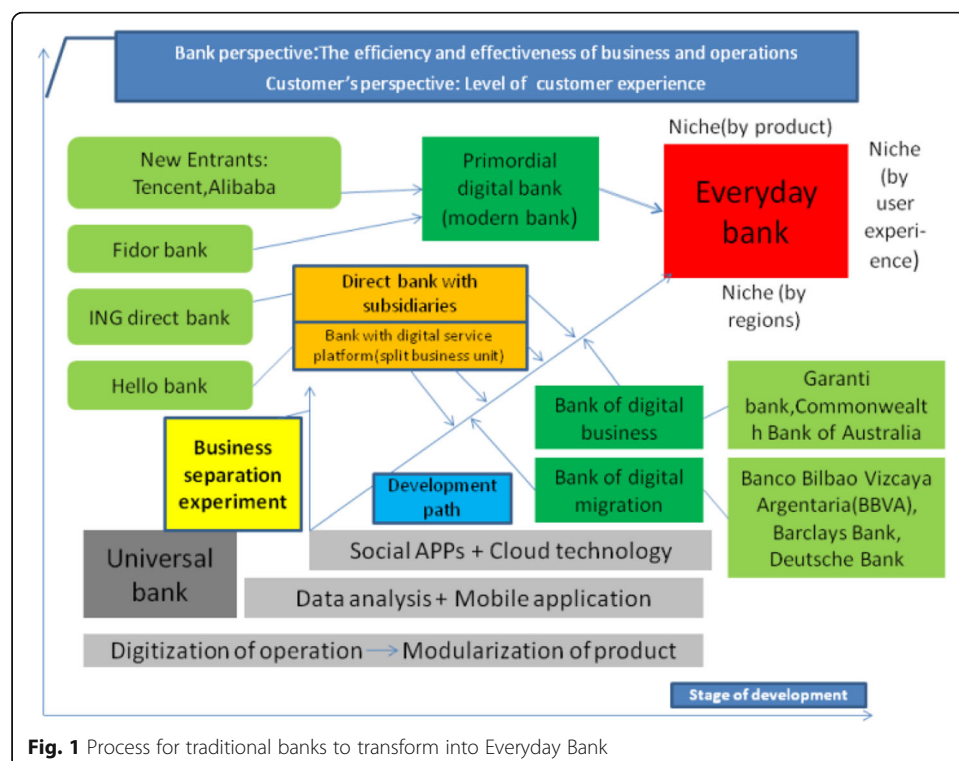 Bank perspective:The efficiency and effectiveness of business and operations
Customer's perspective: Level of customer experience
New Entrants:
Tencent,Alibaba
Fidor bank
ING direct bank
Hello bank
Primordial
digital bank
(modern bank)
Niche(by product)
Everyday
bank
Niche
(by
user
experi-
ence)
Niche (by
regions)
Direct bank with
subsidiaries
Bank with digital service
platform(split business unit)
Business
separation
experiment
Development
path
Bank of digital
business
Bank of digital
migration
Garanti
bank,Commonwealt
h Bank of Australia
Banco Bilbao Vizcaya
Argentaria(BBVA),
Barclays Bank,
Deutsche Bank
Universal
bank
Social APPs + Cloud technology
Data analysis + Mobile application
Digitization of operation Modularization of product
Stage of development
Fig. 1 Process for traditional banks to transform into Everyday Bank